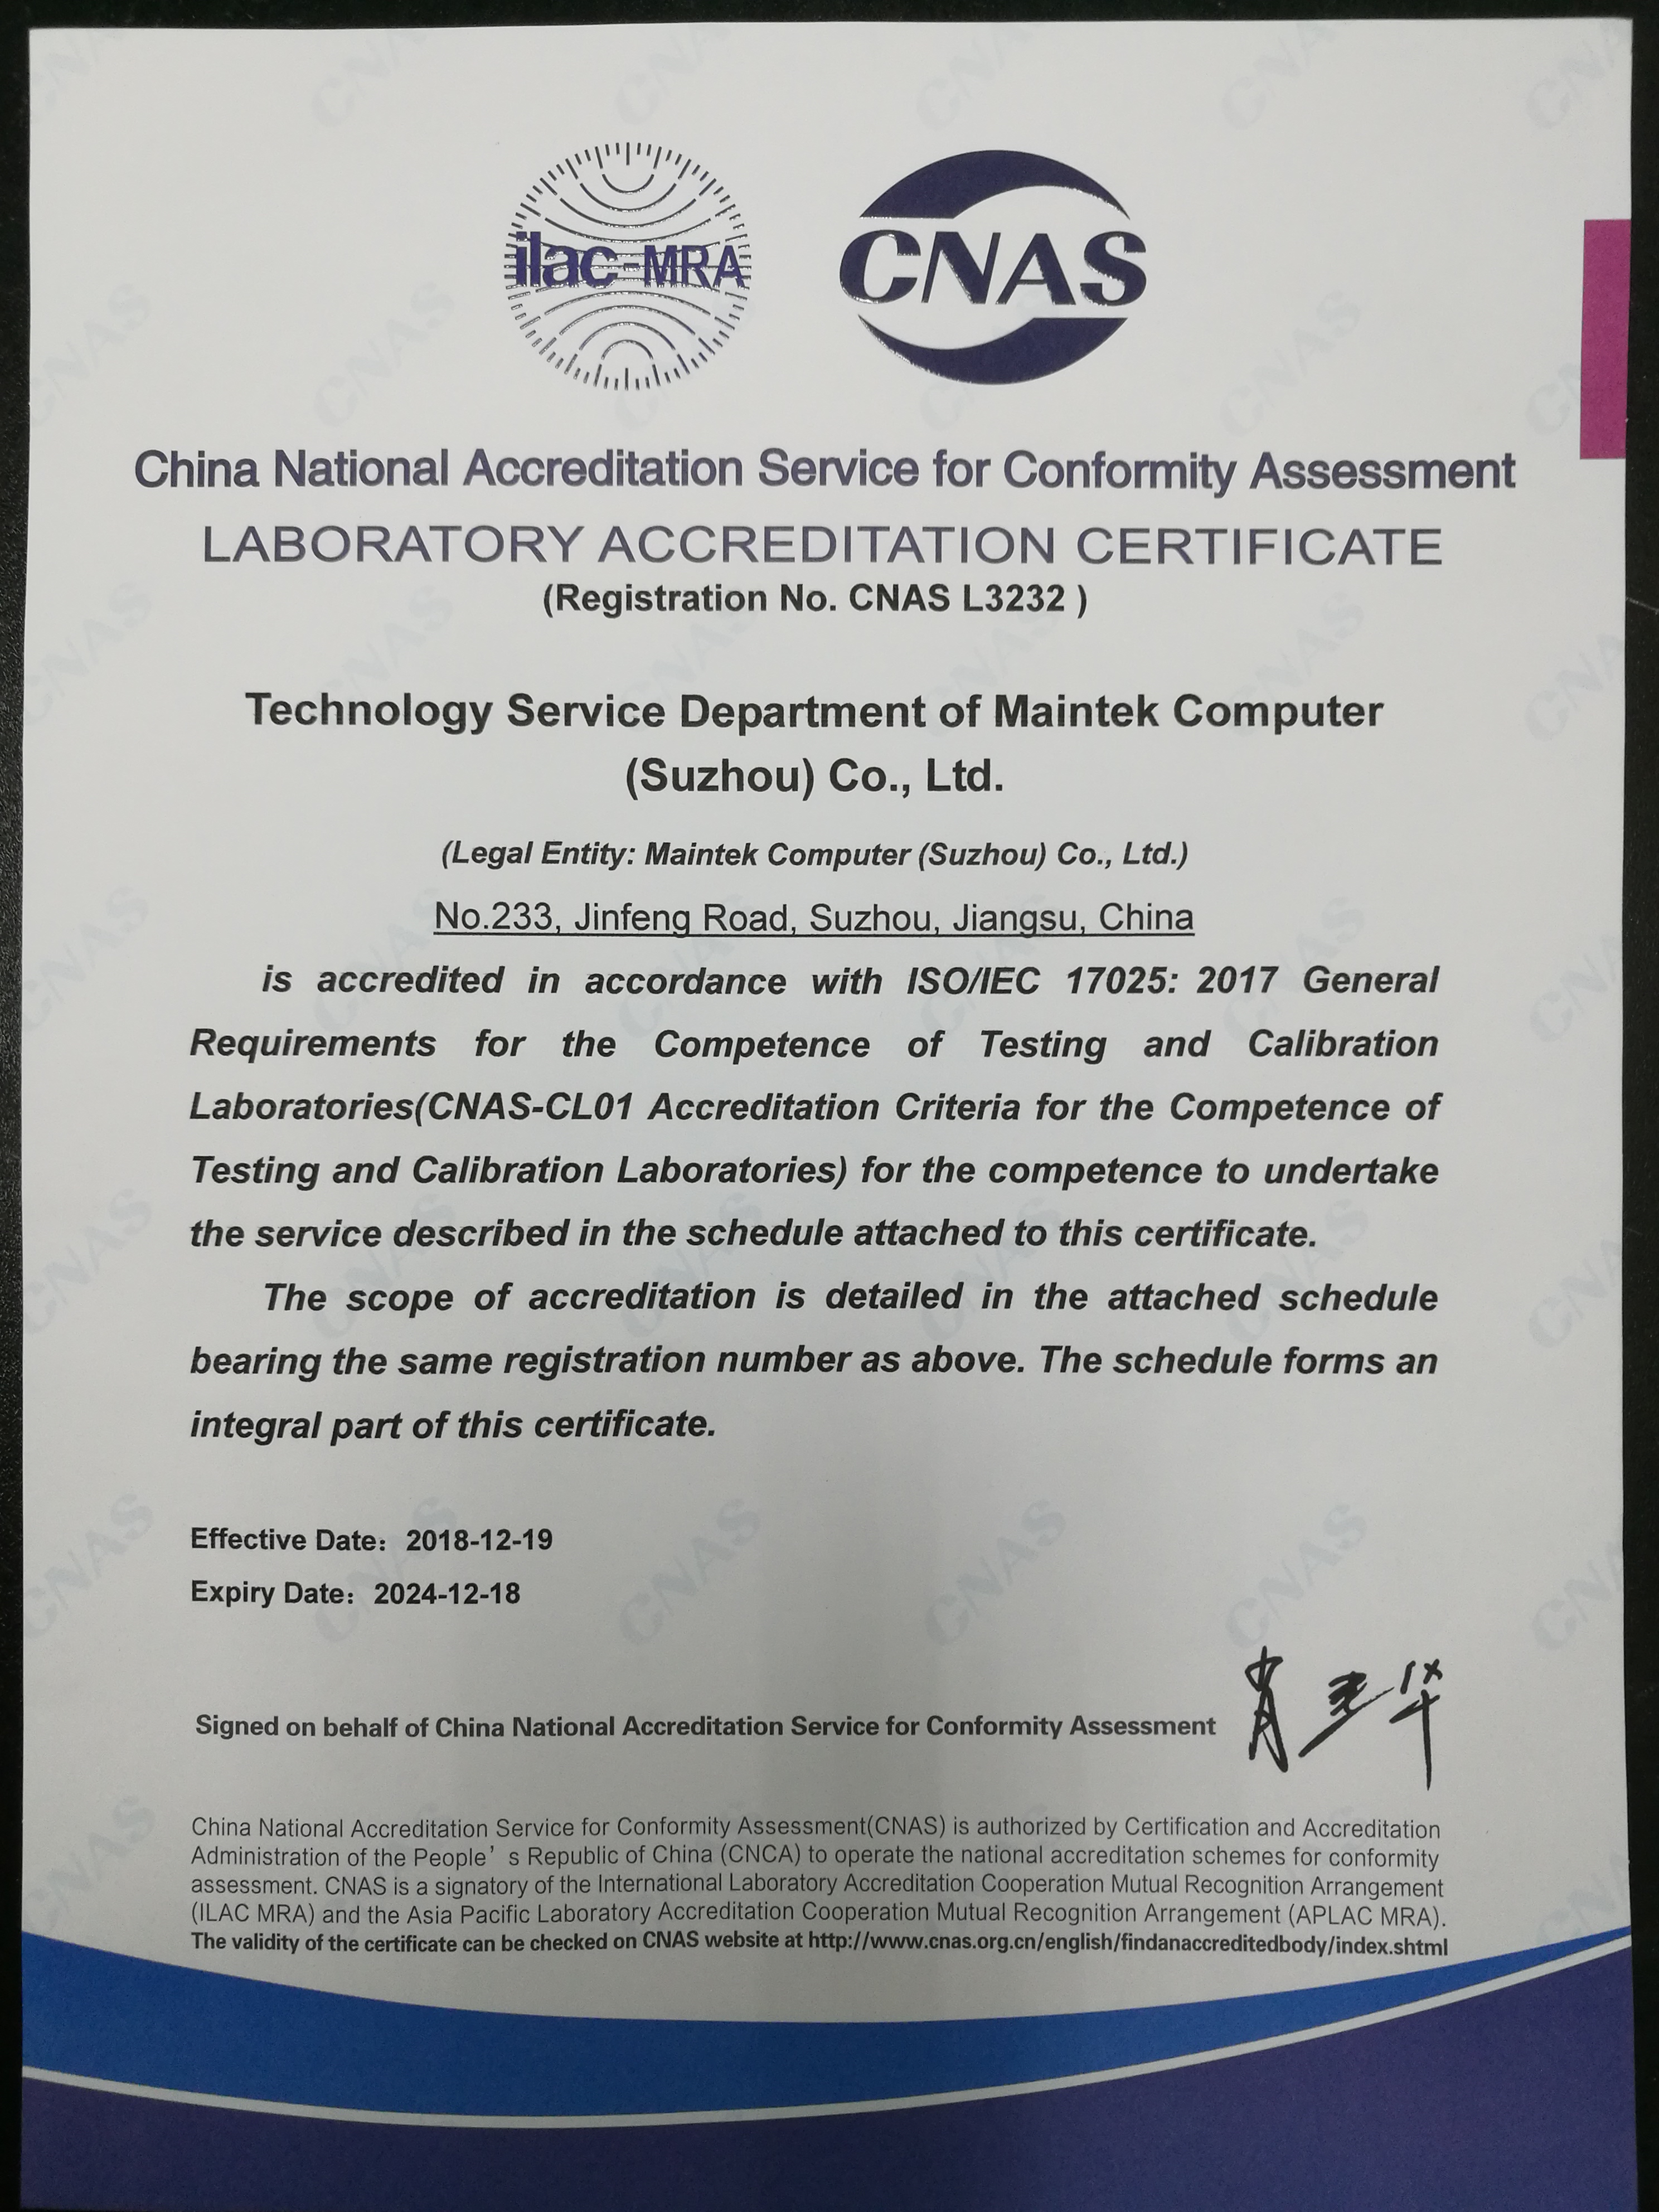 ilac-MRA
CNAS
China National Accreditation Service for Conformity Assessment
LABORATORY ACCREDITATION CERTIFICATE
(Registration No. CNAS L3232 )
Technology Service Department of Maintek Computer
(Suzhou) Co., Ltd.
(Legal Entity: Maintek Computer (Suzhou) Co., Ltd.)
No.233, Jinfeng Road, Suzhou, Jiangsu, China
is accredited in accordance with ISO/IEC 17025: 2017 General
Requirements for the Competence of Testing and Calibration
Laboratories(CNAS-CL01 Accreditation Criteria for the Competence of
Testing and Calibration Laboratories) for the competence to undertake
the service described in the schedule attached to this certificate.
The scope of accreditation is detailed in the attached schedule
bearing the same registration number as above. The schedule forms an
integral part of this certificate.
Effective Date：2018-12-19
Expiry Date：2024-12-18
Signed on behalf of China National Accreditation Service for Conformity Assessment
China National Accreditation Service for Conformity Assessment(CNAS) is authorized by Certification and Accreditation
Administration of the People’ s Republic of China (CNCA) to operate the national accreditation schemes for conformity
assessment. CNAS is a signatory of the International Laboratory Accreditation Cooperation Mutual Recognition Arrangement
(ILAC MRA) and the Asia Pacific Laboratory Accreditation Cooperation Mutual Recognition Arrangement (APLAC MRA).
The validity of the certificate can be checked on CNAS website at http://www.cnas.org.cn/english/findanaccreditedbody/index.shtml